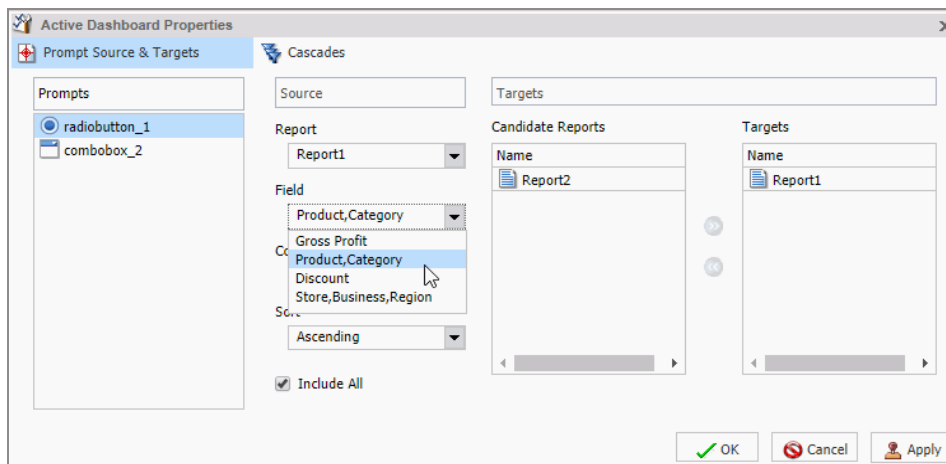 Active Dashboard Properties
Prompt Source & Targets
Cascades
Prompts
radiobutton_1
combobox_2
Source
Report
Report1
Field
Product,Category
Gross Profit
Product,Category
Discount
Store,Business,Region
Ascending
Include All
Targets
Candidate Reports
Name
Report2
Targets
Name
Report1
OK
Cancel
Apply